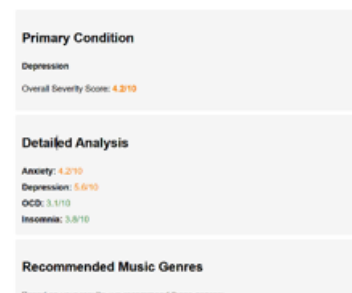 Primary Condition
Depression
Overall Severity Score: 4.2/10
Detailed Analysis
Anxiety: 4.2/10
Depression: 5.6/10
OCD: 3.1/10
Insomnia: 3.8/10
Recommended Music Genres